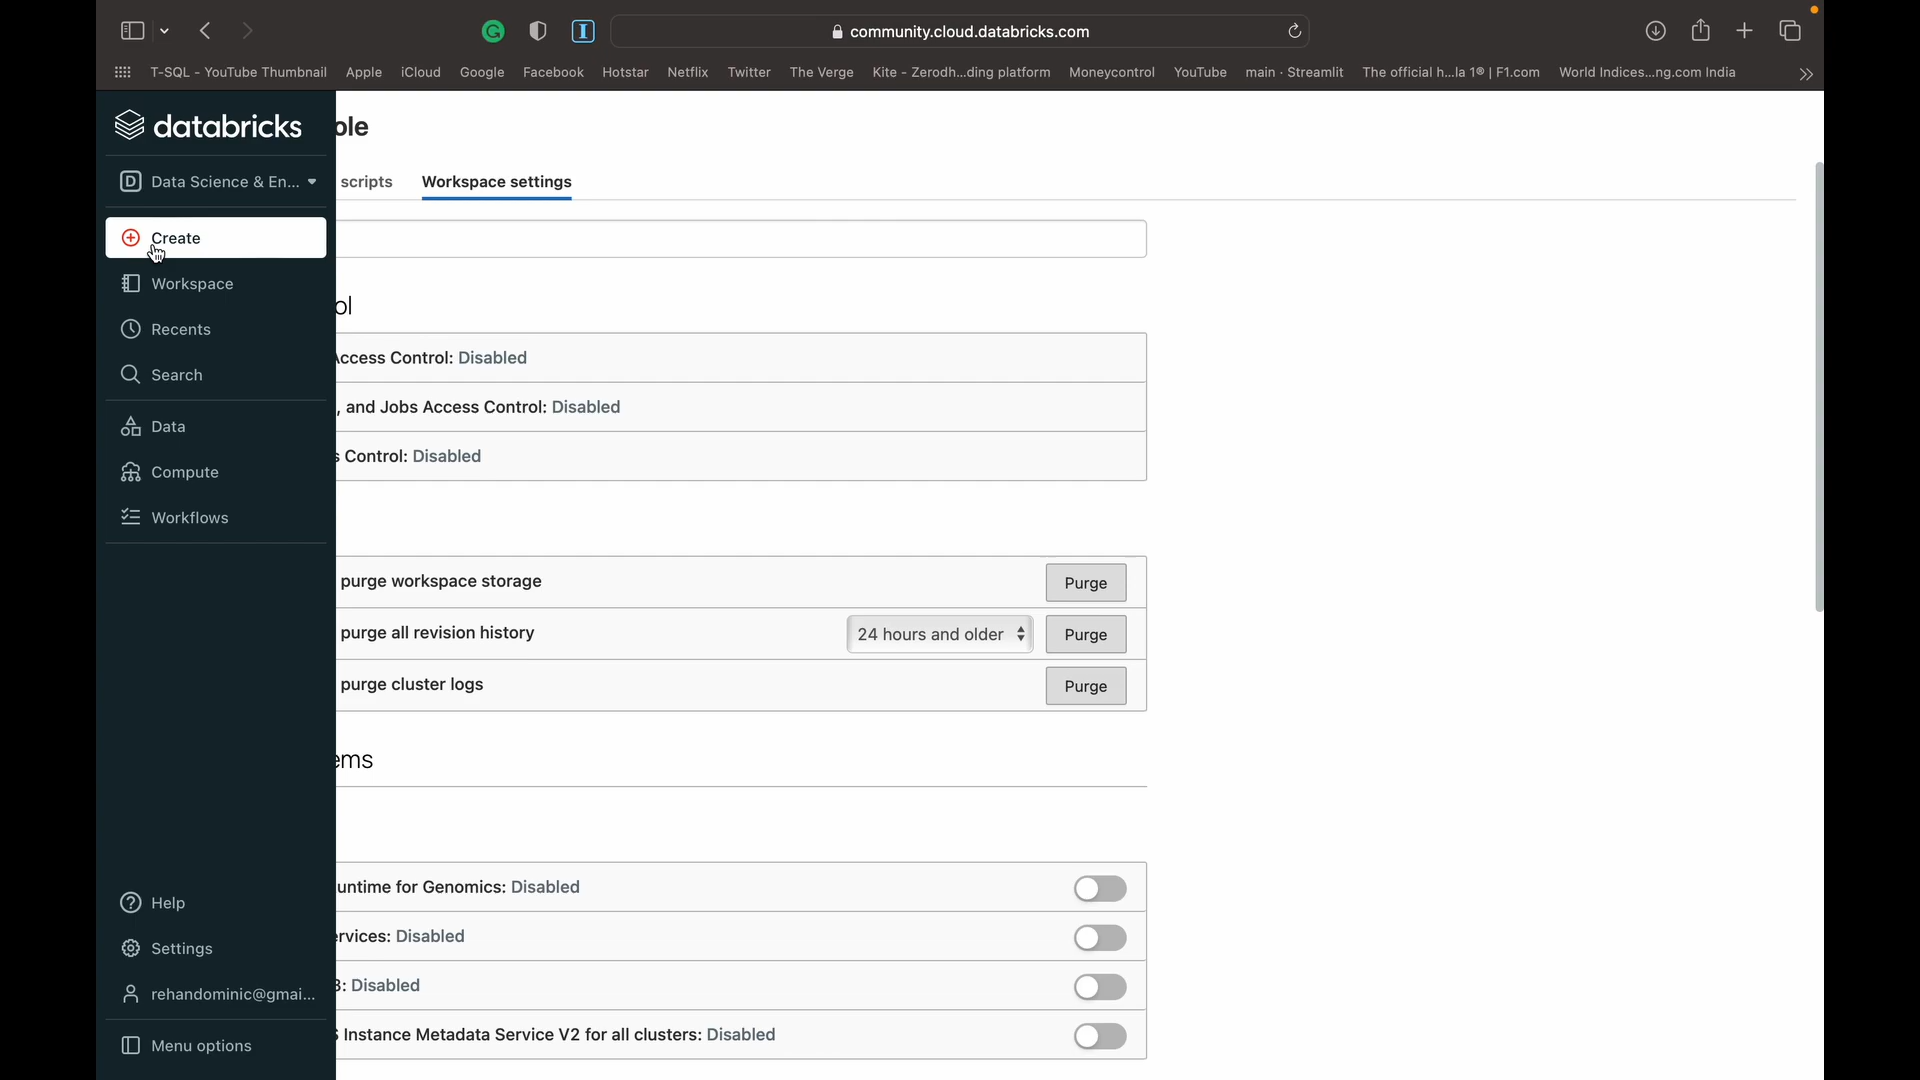 community.cloud.databricks.com
T-SQL - YouTube Thumbnail Apple iCloud Google Facebook Hotstar Netflix Twitter The Verge Kite - Zerodh...ding platform Moneycontrol YouTube main · Streamlit The official h...la 1® | F1.com World Indices...ng.com India
databricks
D Data Science & En...
Create
Workspace
Recents
Search
Data
Compute
Workflows
Help
Settings
rehandominic@gmai...
Menu options
ole
scripts Workspace settings
ol
Access Control: Disabled
, and Jobs Access Control: Disabled
s Control: Disabled
purge workspace storage Purge
purge all revision history 24 hours and older Purge
purge cluster logs Purge
ems
untime for Genomics: Disabled
ervices: Disabled
3: Disabled
S Instance Metadata Service V2 for all clusters: Disabled